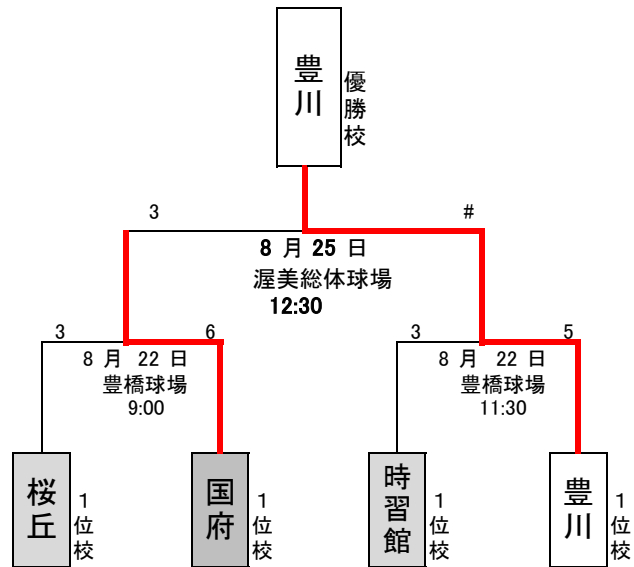 豊川
優勝校
3
#
8 月 25 日
渥美総体球場
12:30
3
6
3
5
8 月 22 日
豊橋球場
9:00
8 月 22 日
豊橋球場
11:30
桜丘
1位校
国府
1位校
時習館
1位校
豊川
1位校